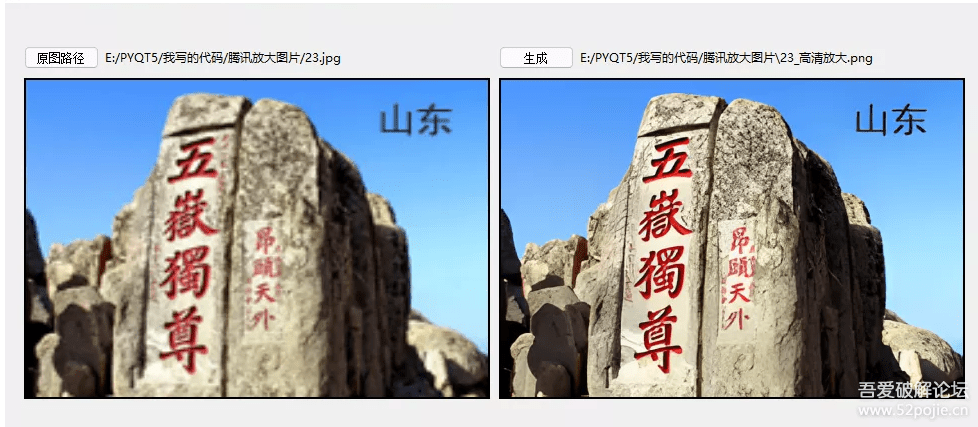 原图路径 E:/PYQT5/我写的代码/腾讯放大图片/23.jpg
生成 E:/PYQT5/我写的代码/腾讯放大图片\23_高清放大.png
山东
五嶽獨尊
昂頭天外
山东
五嶽獨尊
昂頭天外
吾爱破解论坛
www.52pojie.cn